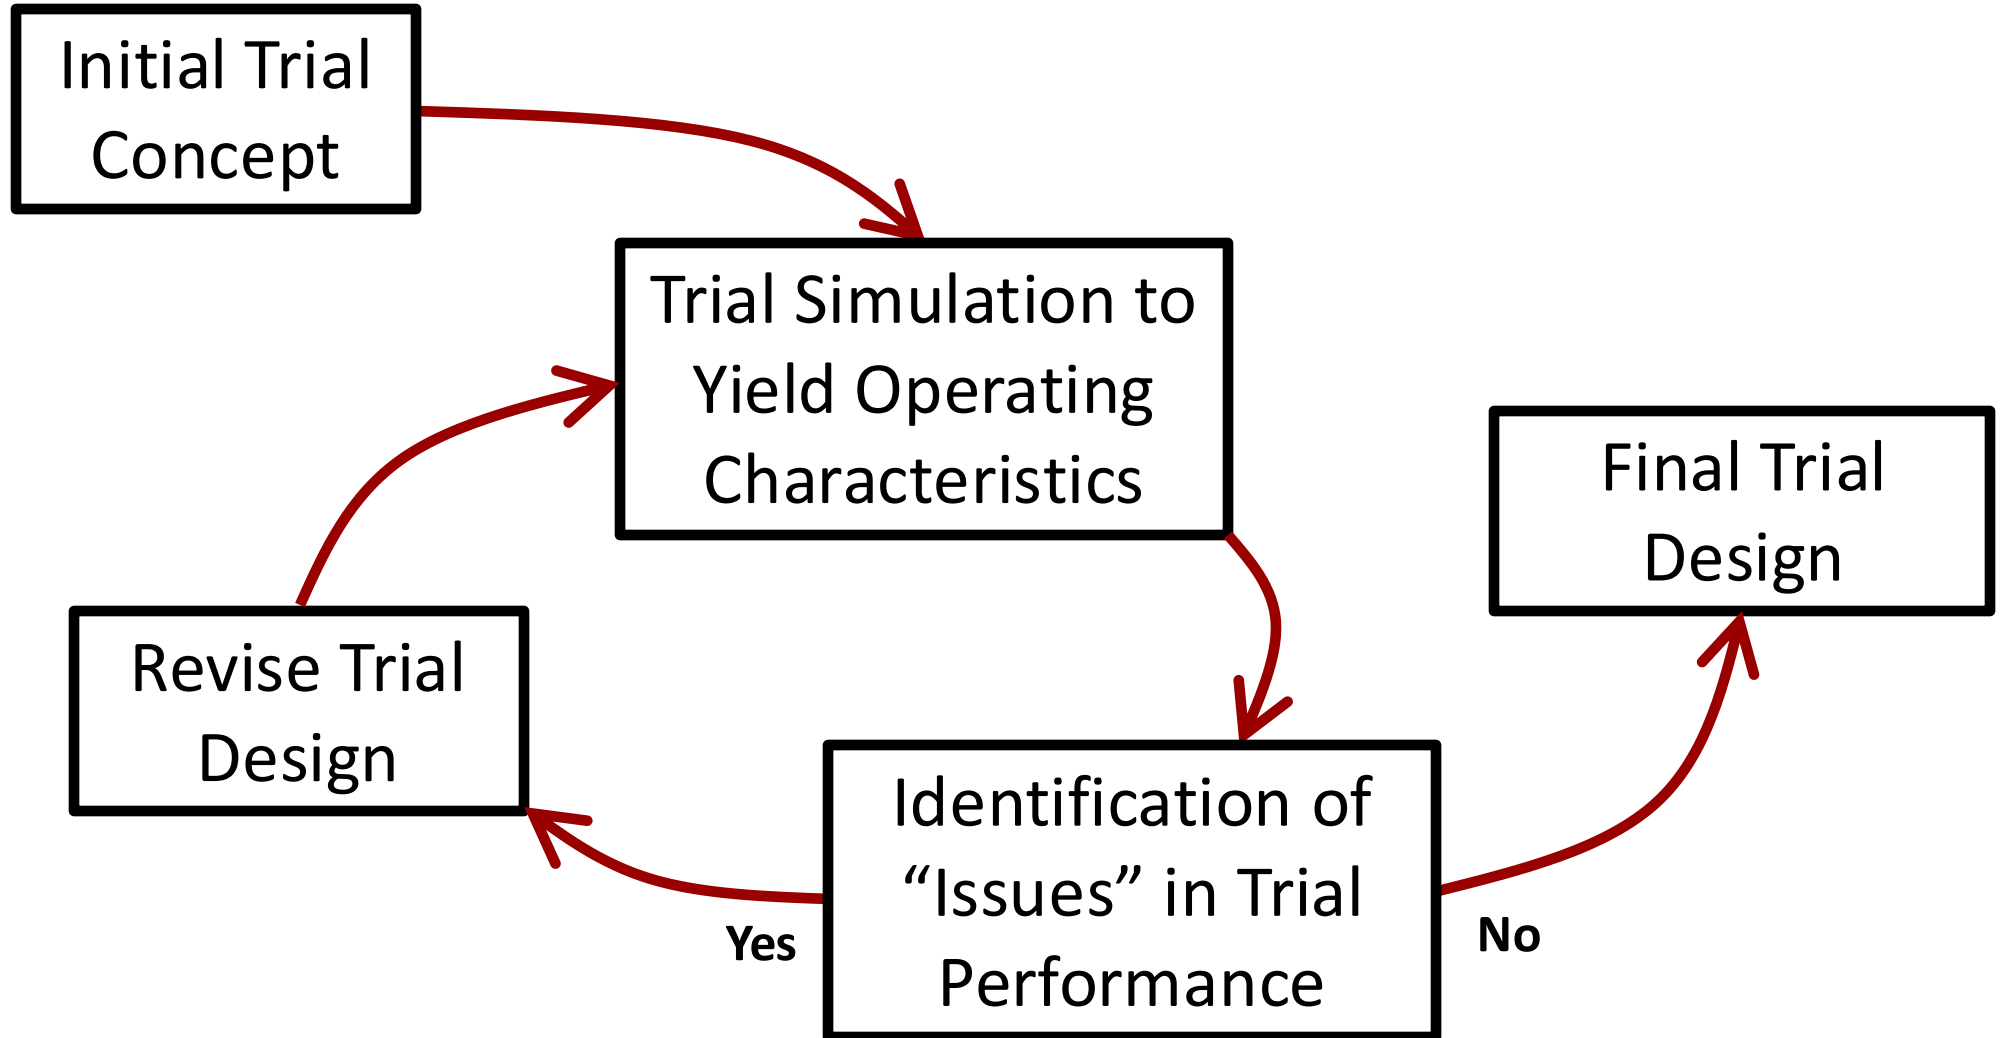 Initial Trial
Concept
Trial Simulation to
Yield Operating
Characteristics
Final Trial
Design
Revise Trial
Design
Identification of
“Issues” in Trial
Performance
Yes
No